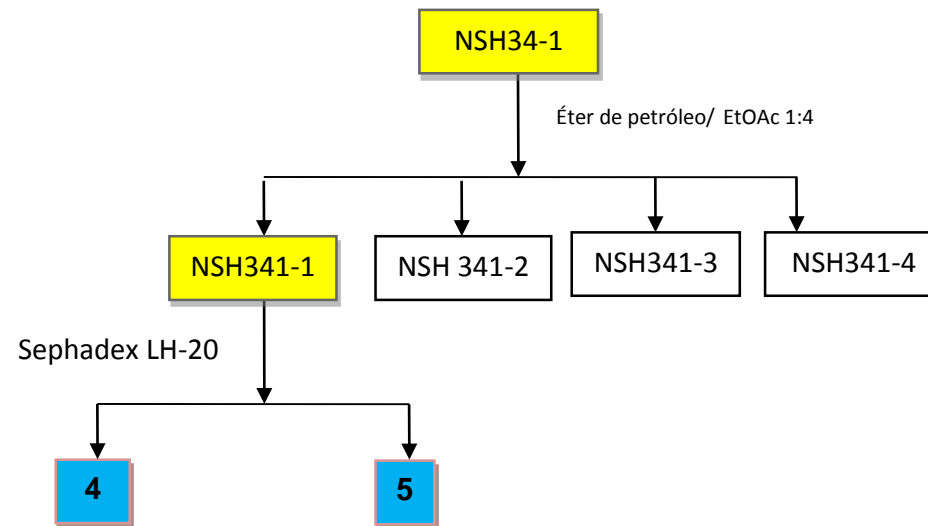 NSH34-1
Éter de petróleo/ EtOAc 1:4
NSH341-1
NSH 341-2
NSH341-3
NSH341-4
Sephadex LH-20
4
5